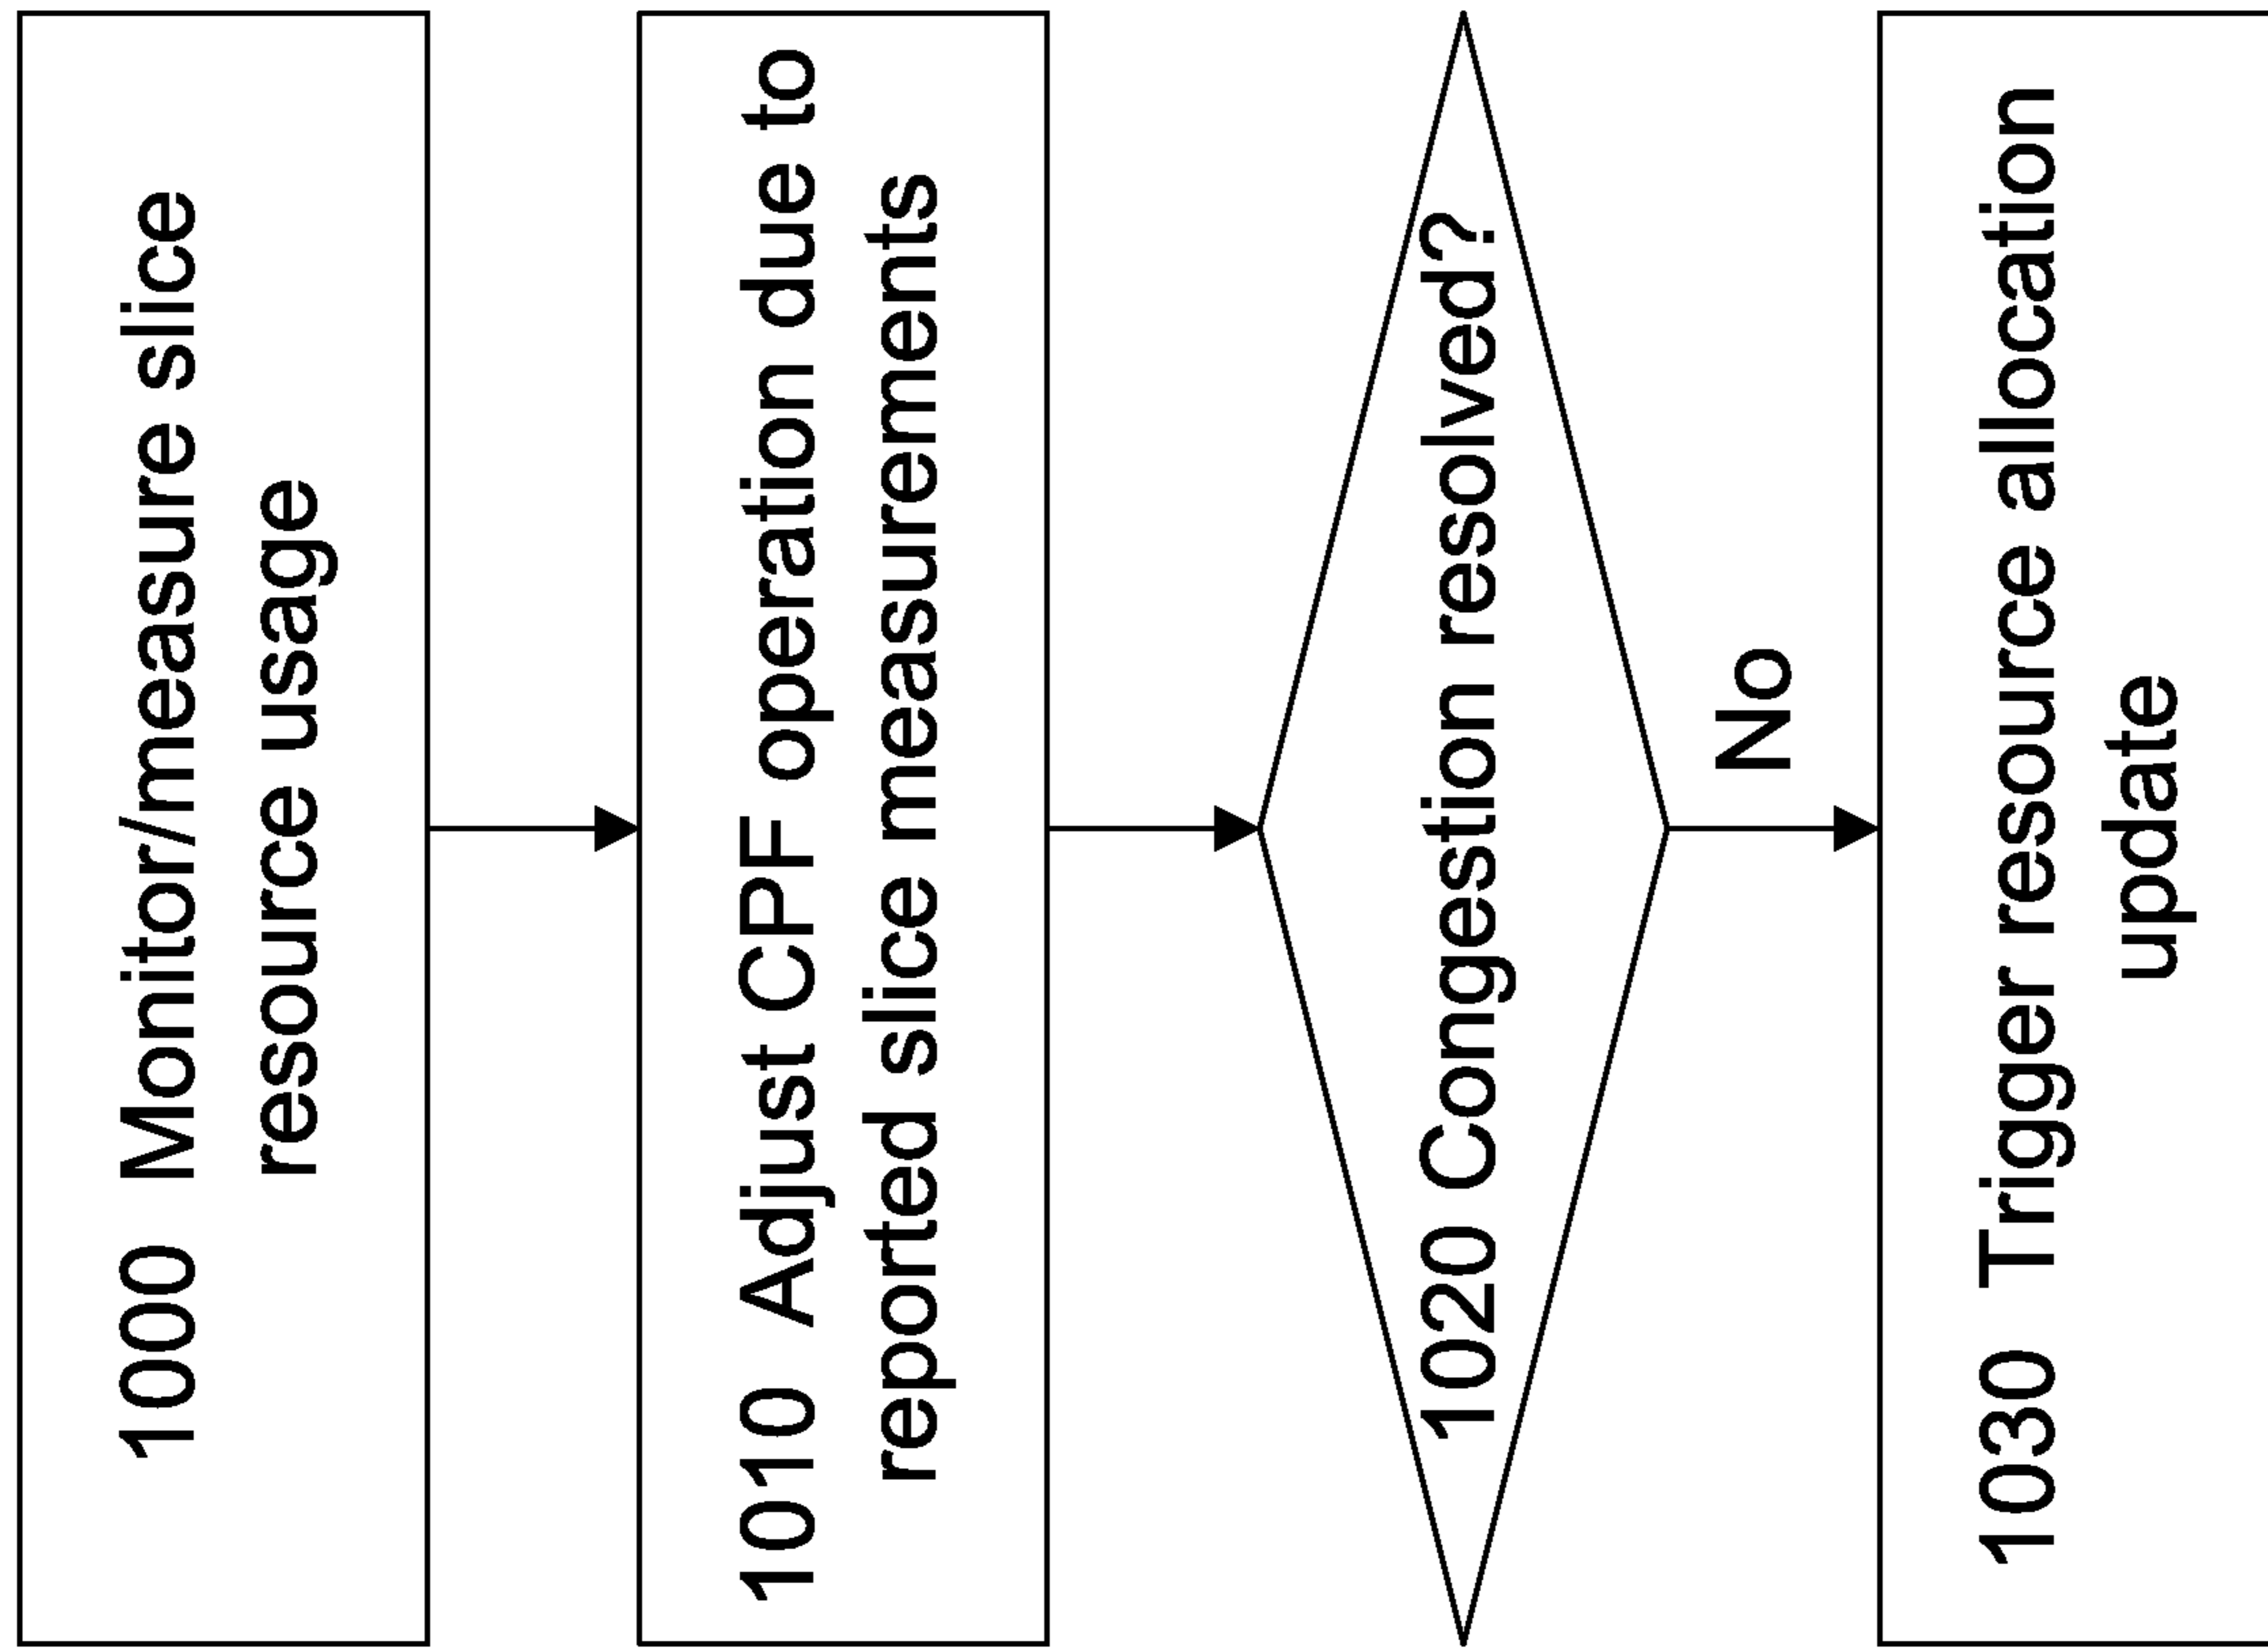 1000 Monitor/measure slice
resource usage
1010 Adjust CPF operation due to
reported slice measurements
1020 Congestion resolved?
No
1030 Trigger resource allocation
update